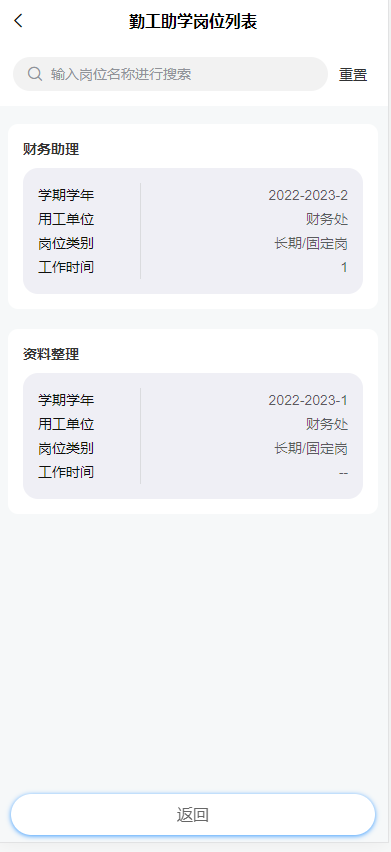 勤工助学岗位列表
输入岗位名称进行搜索 重置
财务助理
学期学年 2022-2023-2
用工单位 财务处
岗位类别 长期/固定岗
工作时间 1
资料整理
学期学年 2022-2023-1
用工单位 财务处
岗位类别 长期/固定岗
工作时间 --
返回